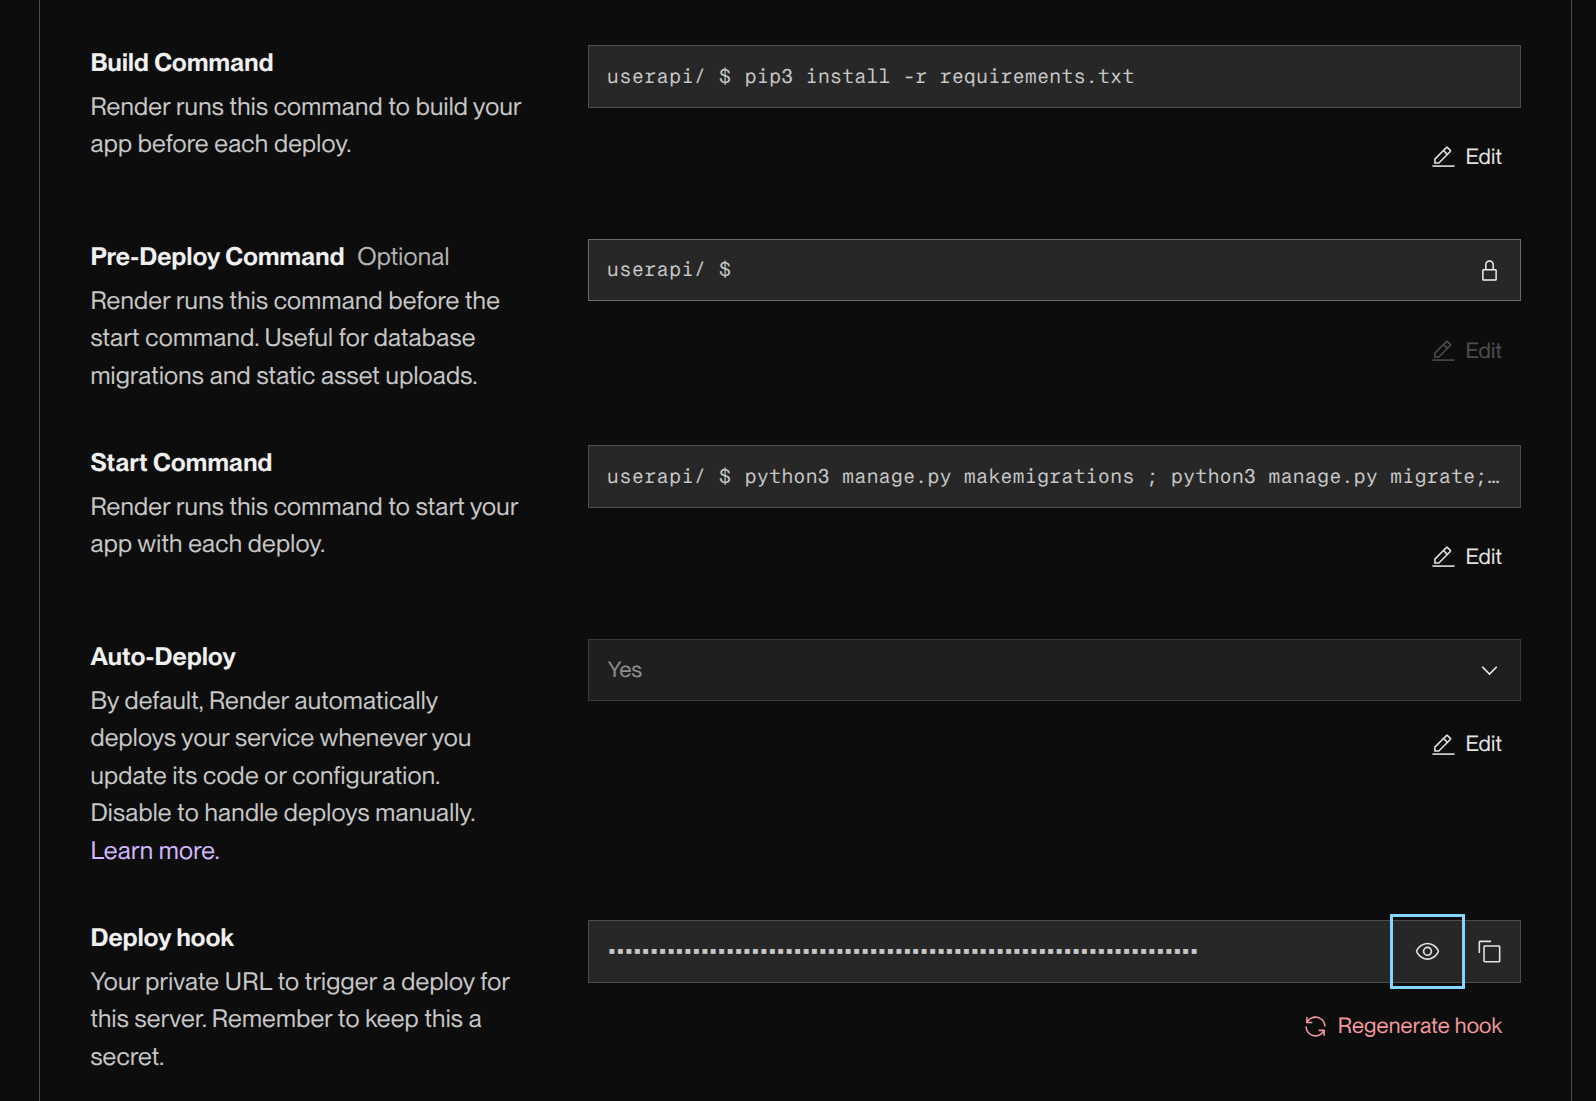 Build Command
userapi/ $ pip3 install -r requirements.txt
Render runs this command to build your
app before each deploy.
Edit
Pre-Deploy Command Optional
userapi/ $
Render runs this command before the
start command. Useful for database
migrations and static asset uploads.
Edit
Start Command
userapi/ $ python3 manage.py makemigrations ; python3 manage.py migrate;…
Render runs this command to start your
app with each deploy.
Edit
Auto-Deploy
Yes
By default, Render automatically
deploys your service whenever you
update its code or configuration.
Disable to handle deploys manually.
Learn more.
Edit
Deploy hook
Your private URL to trigger a deploy for
this server. Remember to keep this a
secret.
Regenerate hook